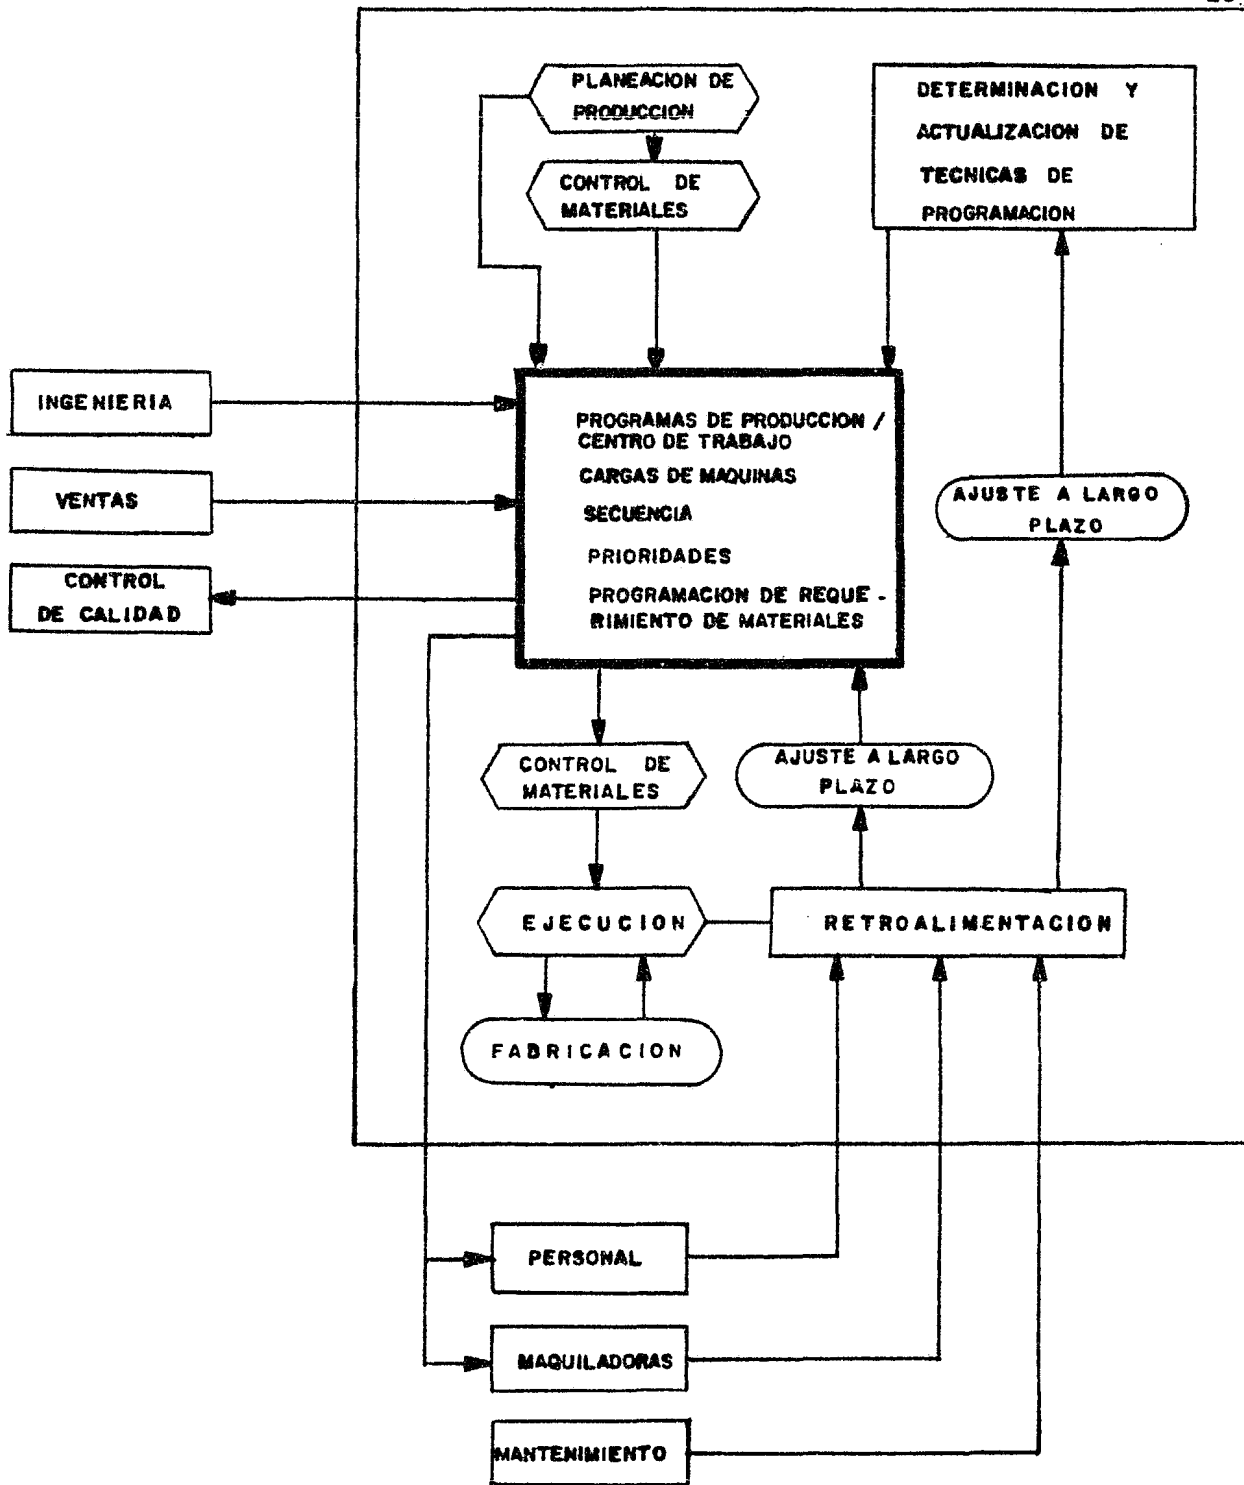 PLANEACION DE
PRODUCCION
CONTROL DE
MATERIALES
DETERMINACION Y
ACTUALIZACION DE
TECNICAS DE
PROGRAMACION
INGENIERIA
VENTAS
CONTROL
DE CALIDAD
PROGRAMAS DE PRODUCCION /
CENTRO DE TRABAJO
CARGAS DE MAQUINAS
SECUENCIA
PRIORIDADES
PROGRAMACION DE REQUE -
RIMIENTO DE MATERIALES
AJUSTE A LARGO
PLAZO
CONTROL DE
MATERIALES
AJUSTE A LARGO
PLAZO
EJECUCION
RETROALIMENTACION
FABRICACION
PERSONAL
MAQUILADORAS
MANTENIMIENTO